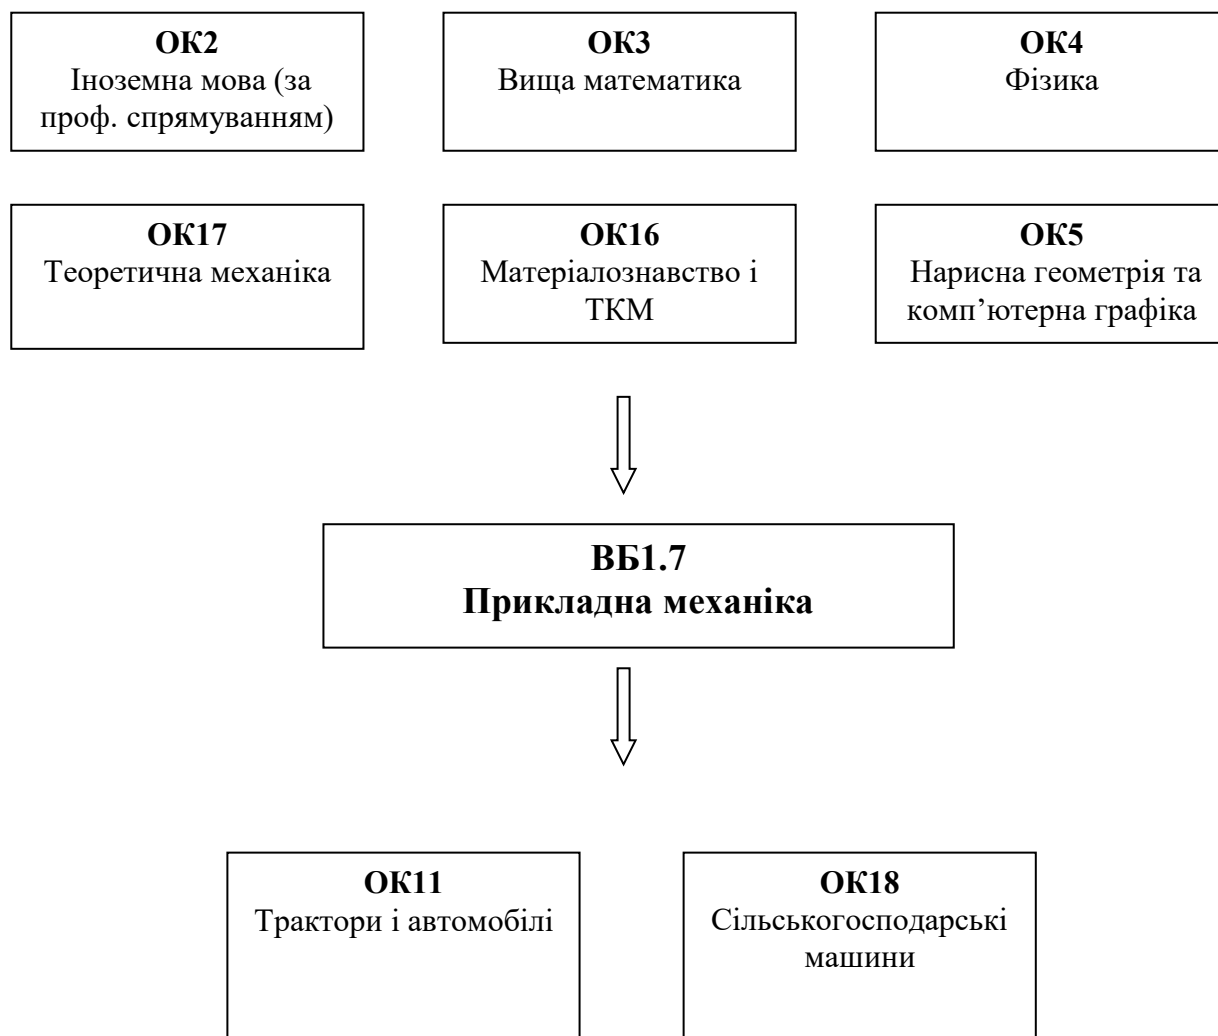 ОК2
Іноземна мова (за
проф. спрямуванням)
ОК3
Вища математика
ОК4
Фізика
ОК17
Теоретична механіка
ОК16
Матеріалознавство і
ТКМ
ОК5
Нарисна геометрія та
комп’ютерна графіка
ВБ1.7
Прикладна механіка
ОК11
Трактори і автомобілі
ОК18
Сільськогосподарські
машини